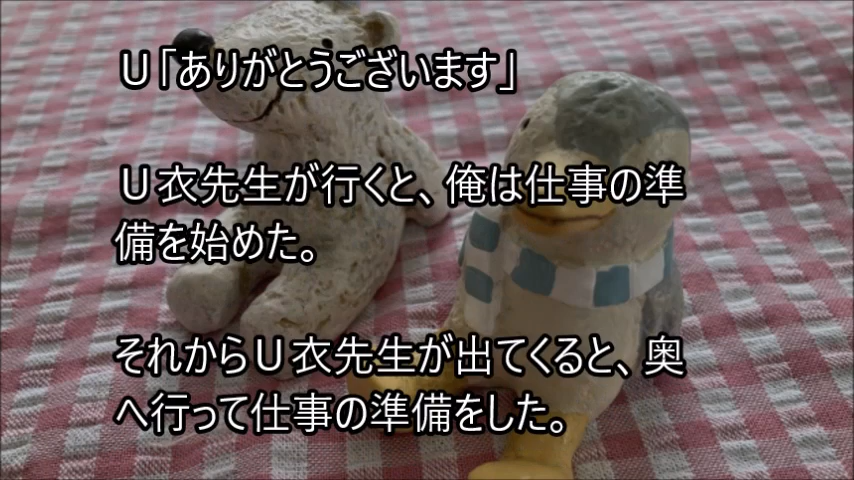 Ｕ「ありがとうございます」
Ｕ衣先生が行くと、俺は仕事の準
備を始めた。
それからＵ衣先生が出てくると、奥
へ行って仕事の準備をした。